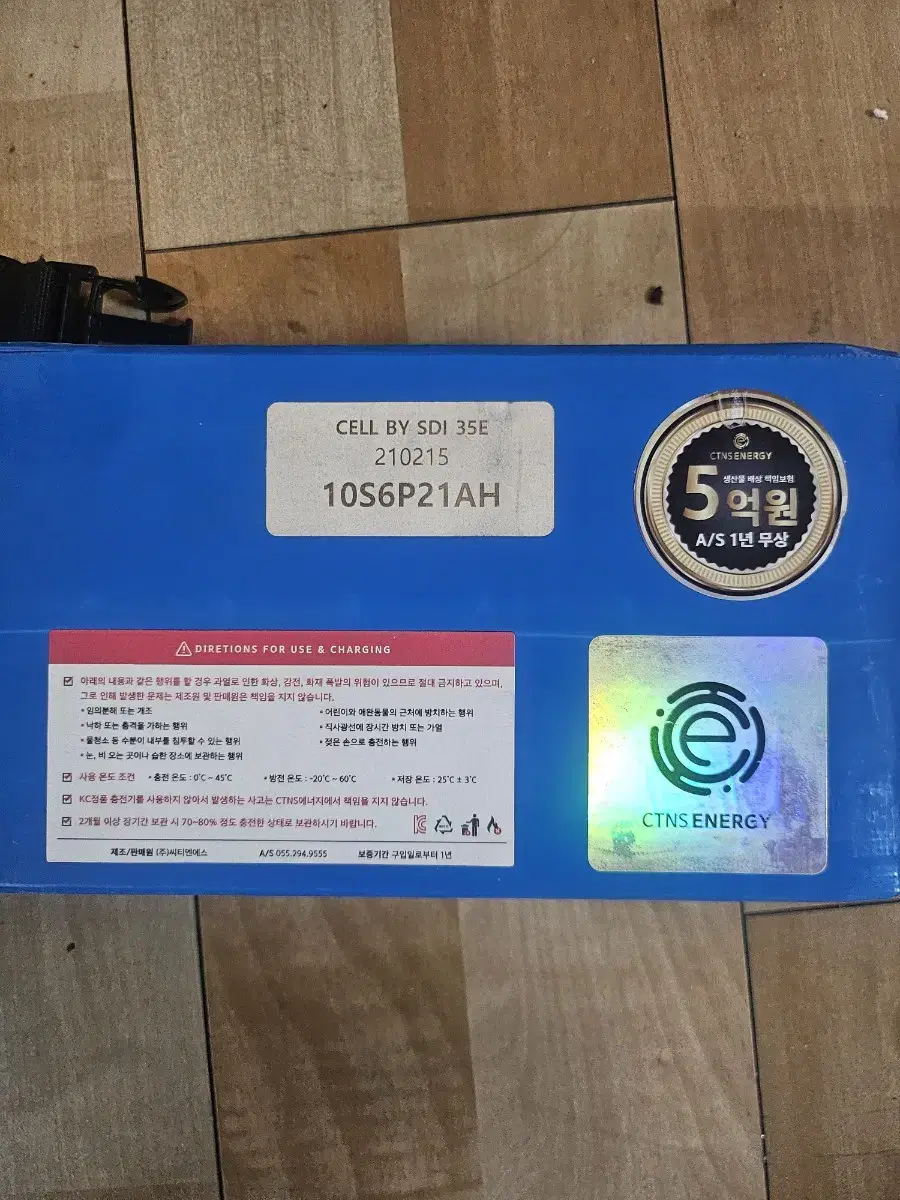 CELL BY SDI 35E
210215
10S6P21AH
CTNSENERGY
생산물 배상 책임보험
5억원
A/S 1년 무상
DIRETIONS FOR USE & CHARGING
아래의 내용과 같은 행위를 할 경우 과열로 인한 화상, 감전, 화재 폭발의 위험이 있으므로 절대 금지하고 있으며,
그로 인해 발생한 문제는 제조원 및 판매원은 책임을 지지 않습니다.
• 임의분해 또는 개조 • 어린이와 애완동물의 근처에 방치하는 행위
• 낙하 또는 충격을 가하는 행위 • 직사광선에 장시간 방치 또는 가열
• 물청소 등 수분이 내부를 침투할 수 있는 행위 • 젖은 손으로 충전하는 행위
• 눈, 비 오는 곳이나 습한 장소에 보관하는 행위
사용 온도 조건 • 충전 온도 : 0℃ ~ 45℃ • 방전 온도 : -20℃ ~ 60℃ • 저장 온도 : 25℃ ± 3℃
KC정품 충전기를 사용하지 않아서 발생하는 사고는 CTNS에너지에서 책임을 지지 않습니다.
2개월 이상 장기간 보관 시 70~80% 정도 충전한 상태로 보관하시기 바랍니다.
제조/판매원 (주)씨티엔에스 A/S 055.294.9555 보증기간 구입일로부터 1년
CTNSENERGY